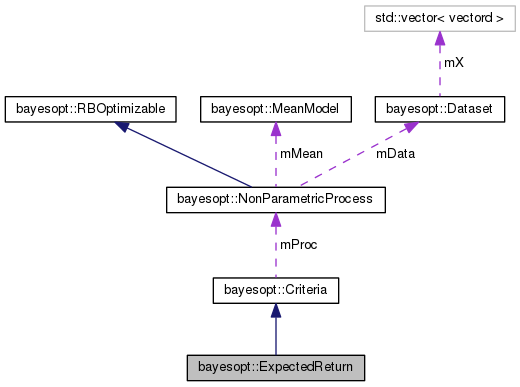 std::vector< vectord >
mX
bayesopt::RBOptimizable
bayesopt::MeanModel
bayesopt::Dataset
mMean
mData
bayesopt::NonParametricProcess
mProc
bayesopt::Criteria
bayesopt::ExpectedReturn